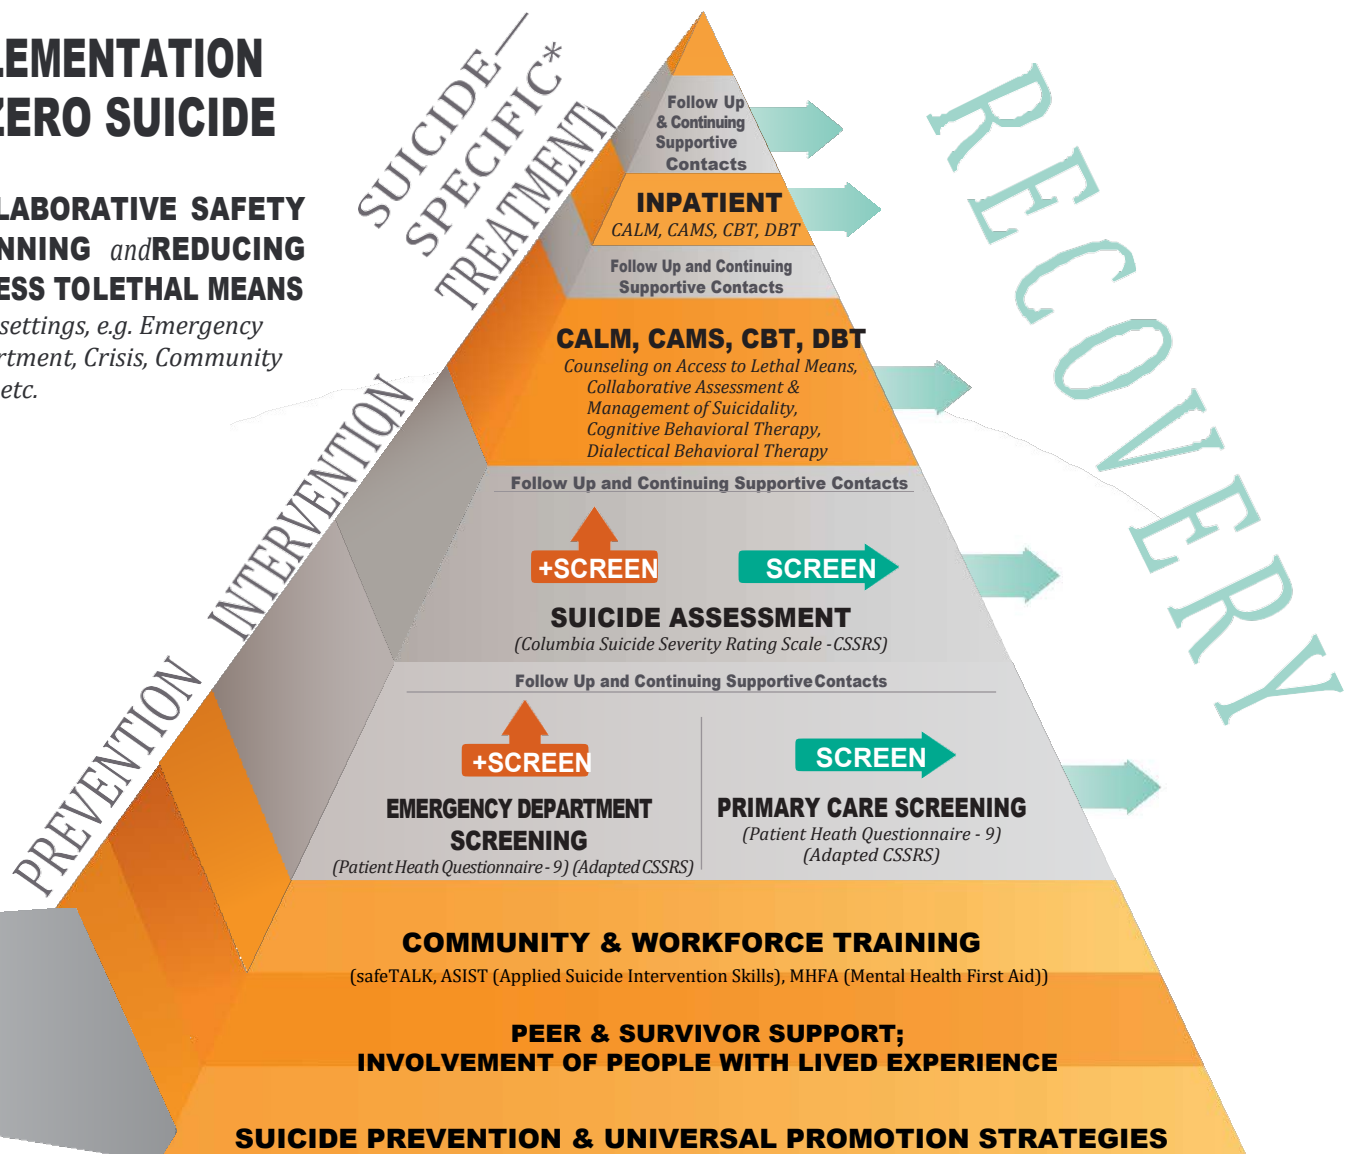 LEMENTATION
ZERO SUICIDE
LABORATIVE SAFETY
NNING andREDUCING
ESS TOLETHAL MEANS
settings, e.g. Emergency
rtment, Crisis, Community
etc.
SUICIDE—
SPECIFIC*
TREATMENT
INTERVENTION
PREVENTION
RECOVERY
Follow Up
& Continuing
Supportive
Contacts
INPATIENT
CALM, CAMS, CBT, DBT
Follow Up and Continuing
Supportive Contacts
CALM, CAMS, CBT, DBT
Counseling on Access to Lethal Means,
Collaborative Assessment &
Management of Suicidality,
Cognitive Behavioral Therapy,
Dialectical Behavioral Therapy
Follow Up and Continuing Supportive Contacts
+SCREEN
SCREEN
SUICIDE ASSESSMENT
(Columbia Suicide Severity Rating Scale -CSSRS)
Follow Up and Continuing SupportiveContacts
+SCREEN
EMERGENCY DEPARTMENT
SCREENING
(Patient Heath Questionnaire - 9) (Adapted CSSRS)
SCREEN
PRIMARY CARE SCREENING
(Patient Heath Questionnaire - 9)
(Adapted CSSRS)
COMMUNITY & WORKFORCE TRAINING
(safeTALK, ASIST (Applied Suicide Intervention Skills), MHFA (Mental Health First Aid))
PEER & SURVIVOR SUPPORT;
INVOLVEMENT OF PEOPLE WITH LIVED EXPERIENCE
SUICIDE PREVENTION & UNIVERSAL PROMOTION STRATEGIES